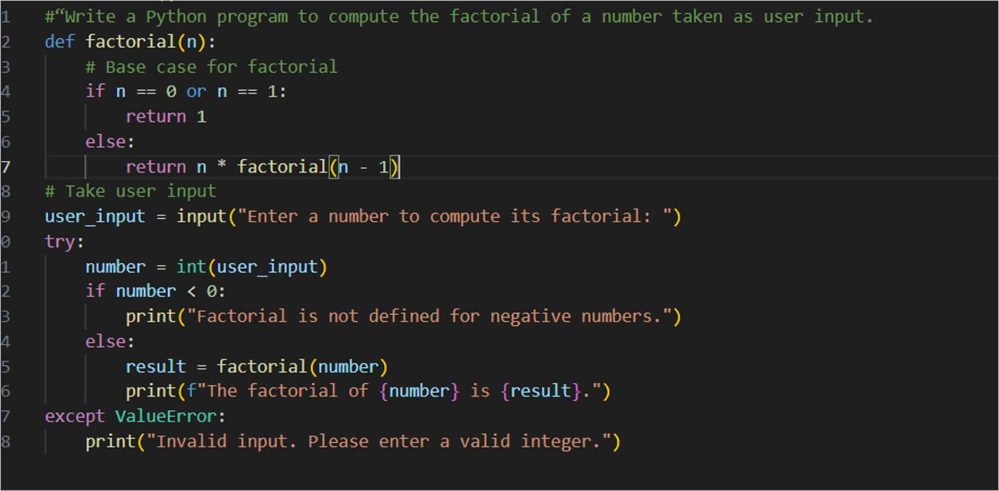 1 #“Write a Python program to compute the factorial of a number taken as user input.
2 def factorial(n):
3     # Base case for factorial
4     if n == 0 or n == 1:
5         return 1
6     else:
7         return n * factorial(n - 1)
8 # Take user input
9 user_input = input("Enter a number to compute its factorial: ")
0 try:
1     number = int(user_input)
2     if number < 0:
3         print("Factorial is not defined for negative numbers.")
4     else:
5         result = factorial(number)
6         print(f"The factorial of {number} is {result}.")
7 except ValueError:
8     print("Invalid input. Please enter a valid integer.")